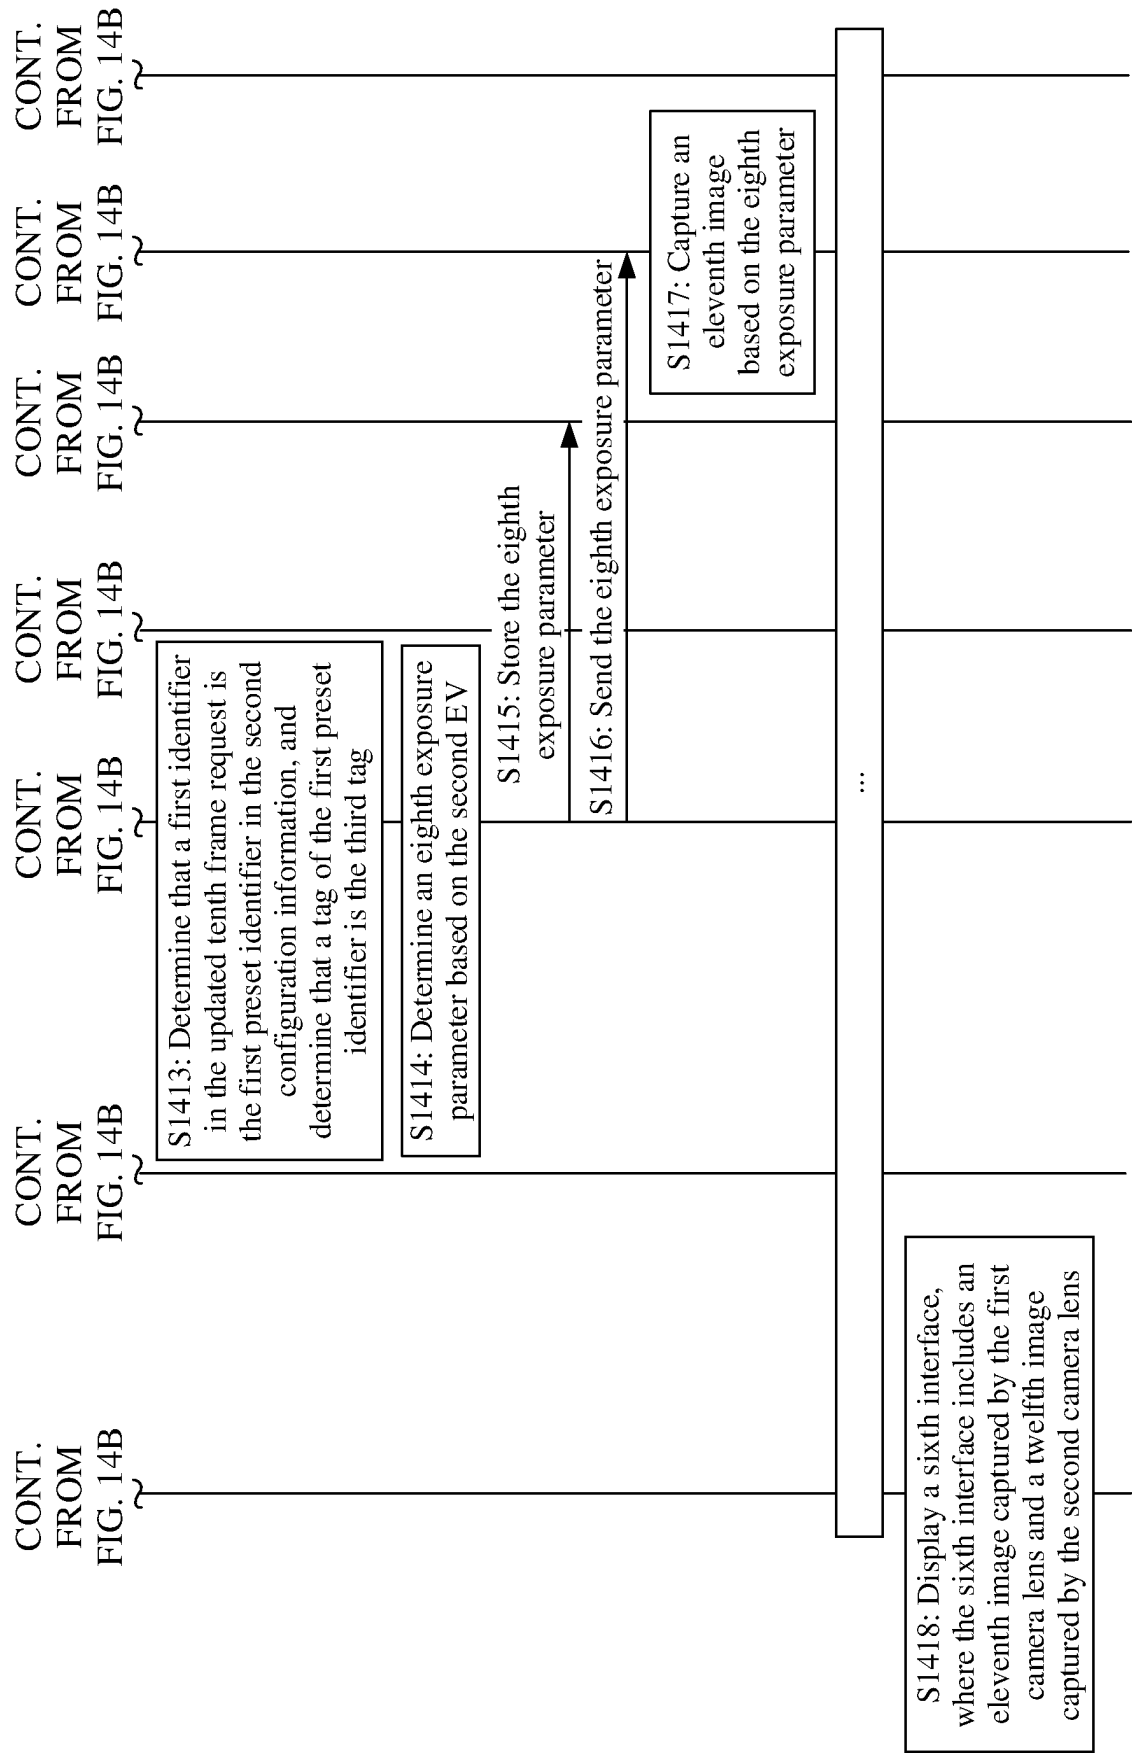 CONT.
FROM
FIG. 14B
CONT.
FROM
FIG. 14B
CONT.
FROM
FIG. 14B
CONT.
FROM
FIG. 14B
CONT.
FROM
FIG. 14B
CONT.
FROM
FIG. 14B
CONT.
FROM
FIG. 14B
S1413: Determine that a first identifier
in the updated tenth frame request is
the first preset identifier in the second
configuration information, and
determine that a tag of the first preset
identifier is the third tag
S1414: Determine an eighth exposure
parameter based on the second EV
S1415: Store the eighth
exposure parameter
S1416: Send the eighth exposure parameter
S1417: Capture an
eleventh image
based on the eighth
exposure parameter
...
S1418: Display a sixth interface,
where the sixth interface includes an
eleventh image captured by the first
camera lens and a twelfth image
captured by the second camera lens